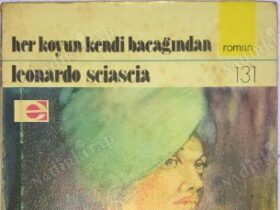 her koyun kendi bacağından
roman
leonardo sciascia
131
e